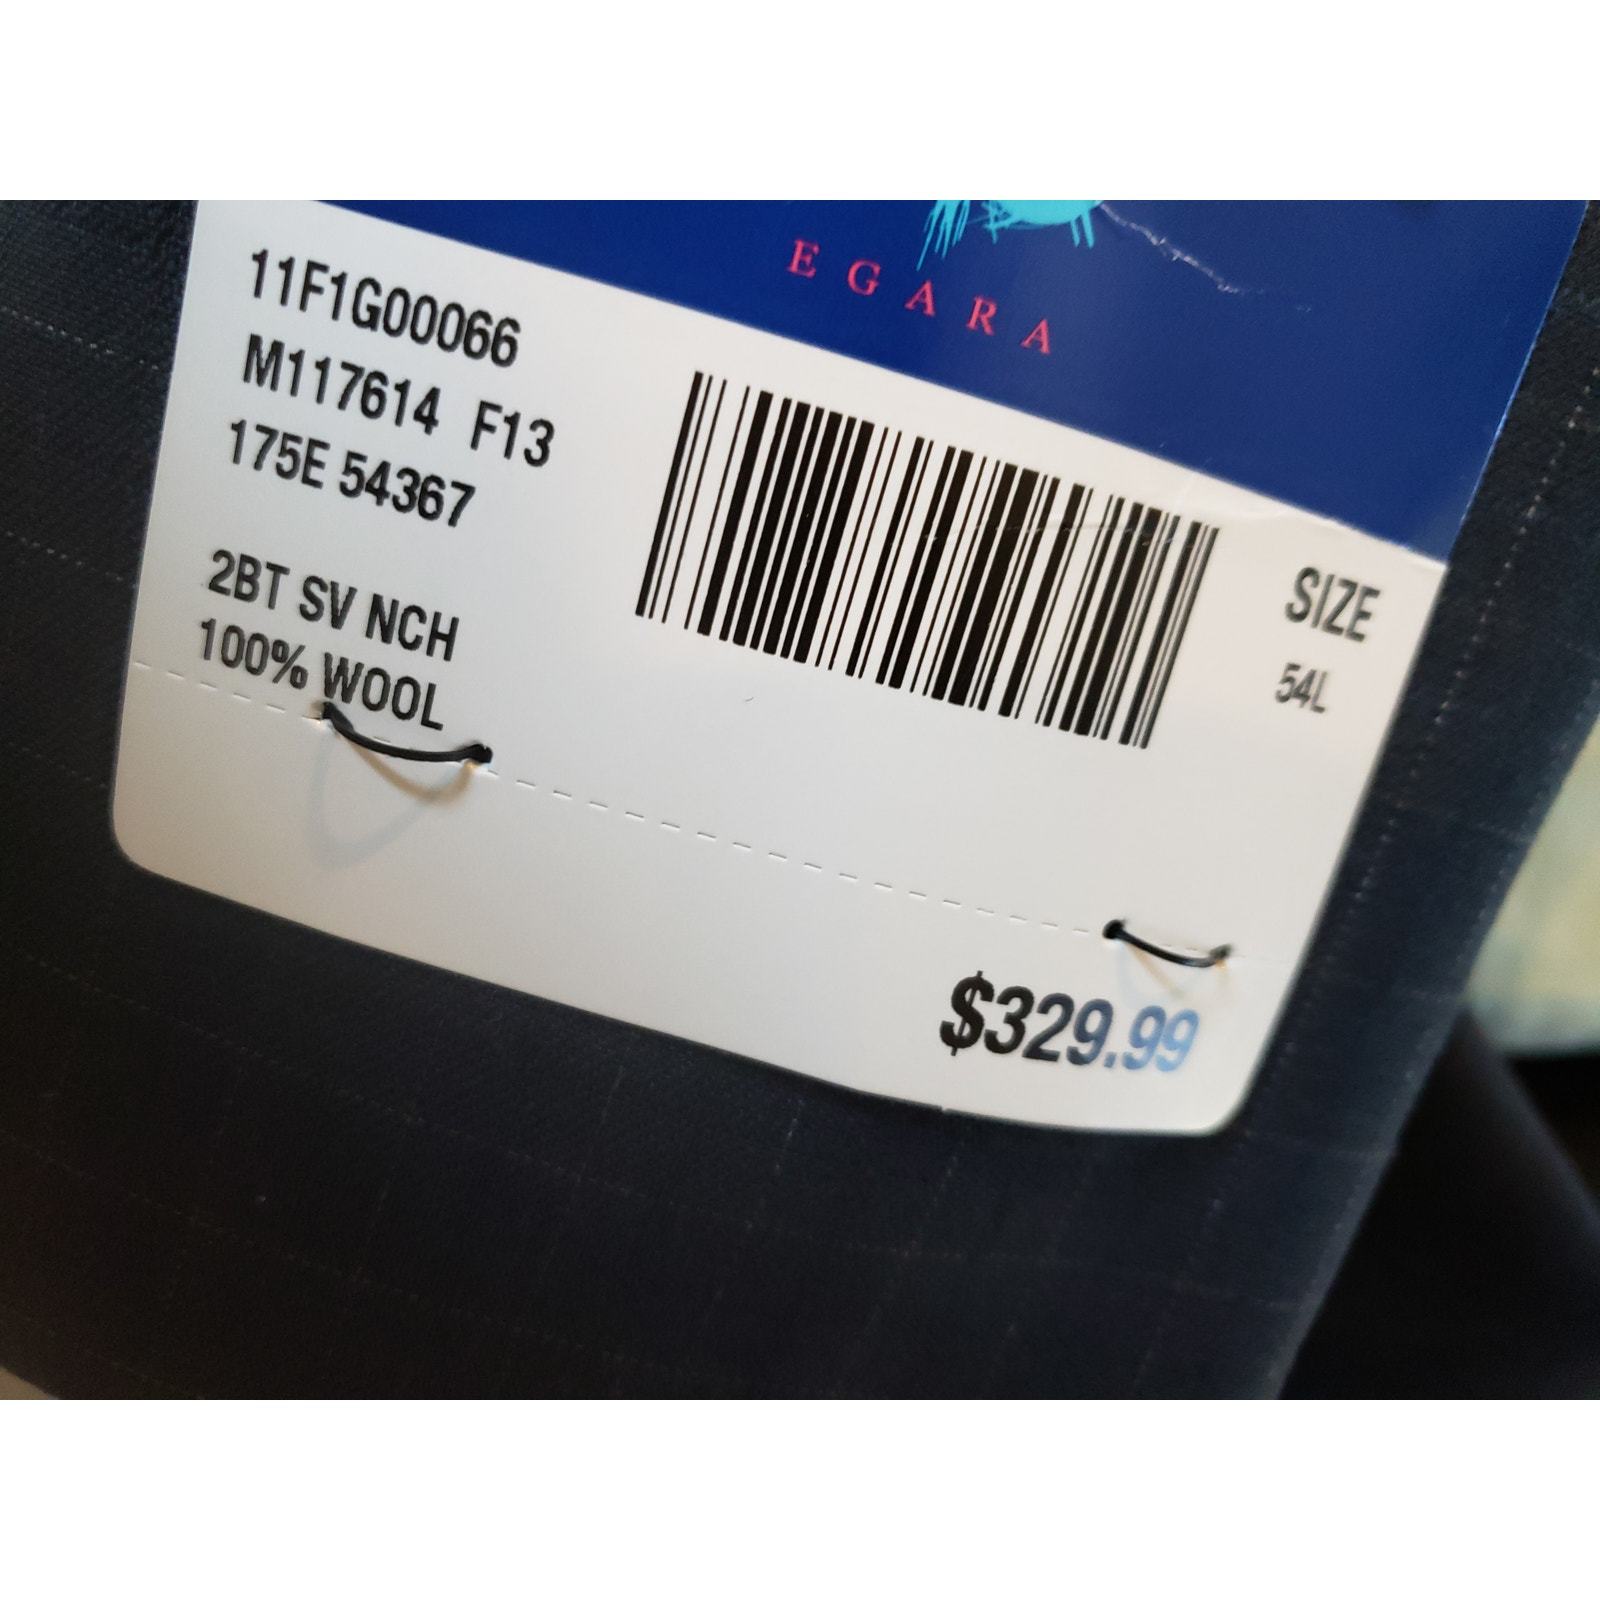 EGARA
11F1G00066
M117614 F13
175E 54367
2BT SV NCH
100% WOOL
SIZE
54L
$329.99